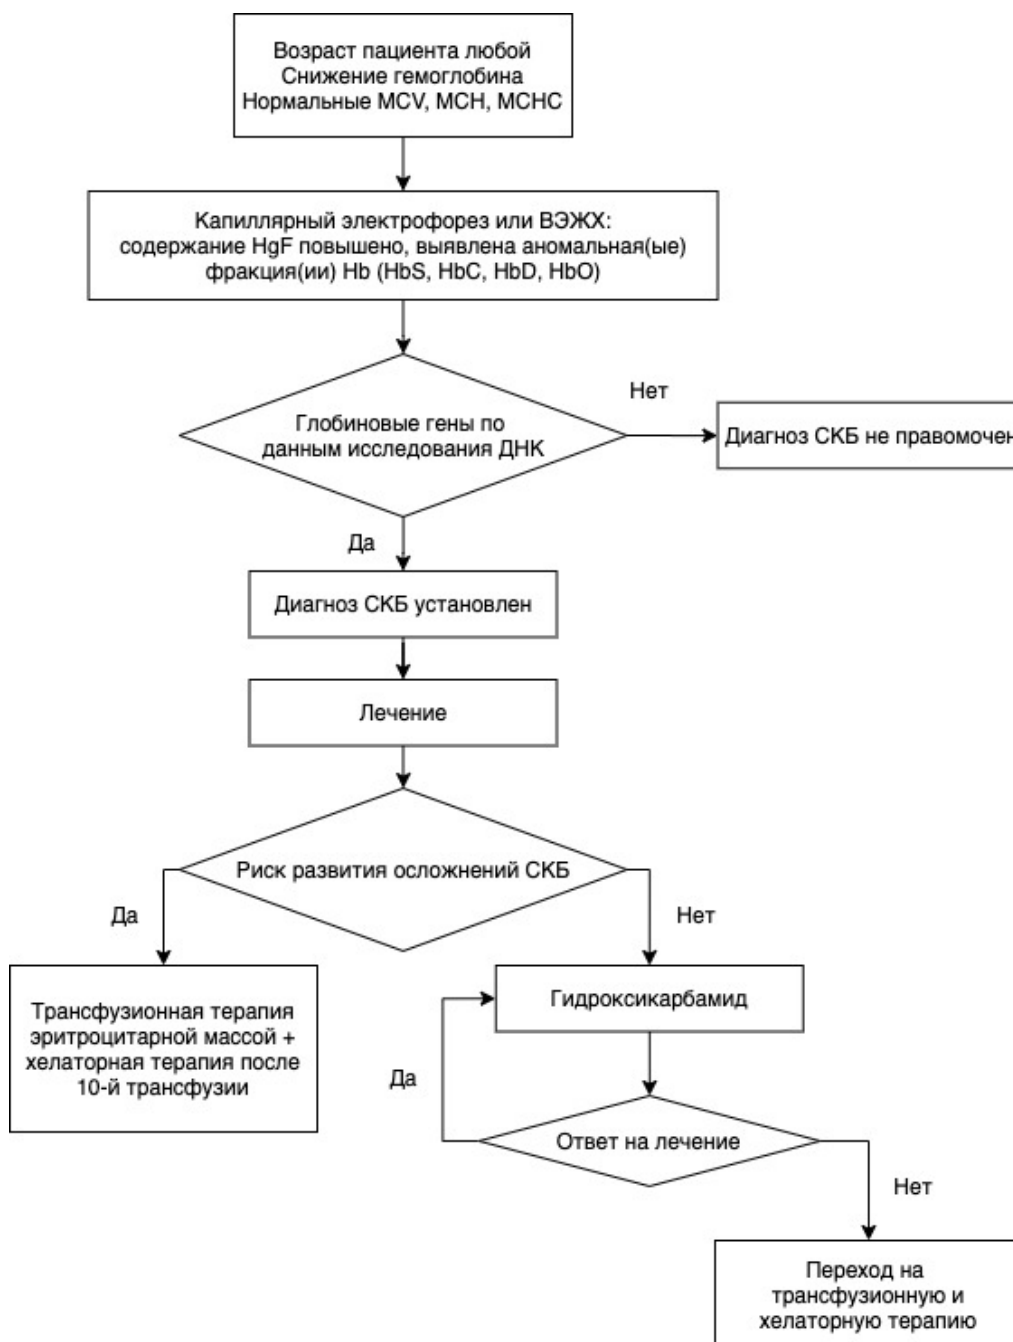 Возраст пациента любой
Снижение гемоглобина
Нормальные MCV, MCH, MCHC
Капиллярный электрофорез или ВЭЖХ:
содержание HgF повышено, выявлена аномальная(ые)
фракция(ии) Hb (HbS, HbC, HbD, HbO)
Глобиновые гены по
данным исследования ДНК
Нет
Диагноз СКБ не правомочен
Да
Диагноз СКБ установлен
Лечение
Риск развития осложнений СКБ
Да
Нет
Трансфузионная терапия
эритроцитарной массой +
хелаторная терапия после
10-й трансфузии
Гидроксикарбамид
Да
Ответ на лечение
Нет
Переход на
трансфузионную и
хелаторную терапию